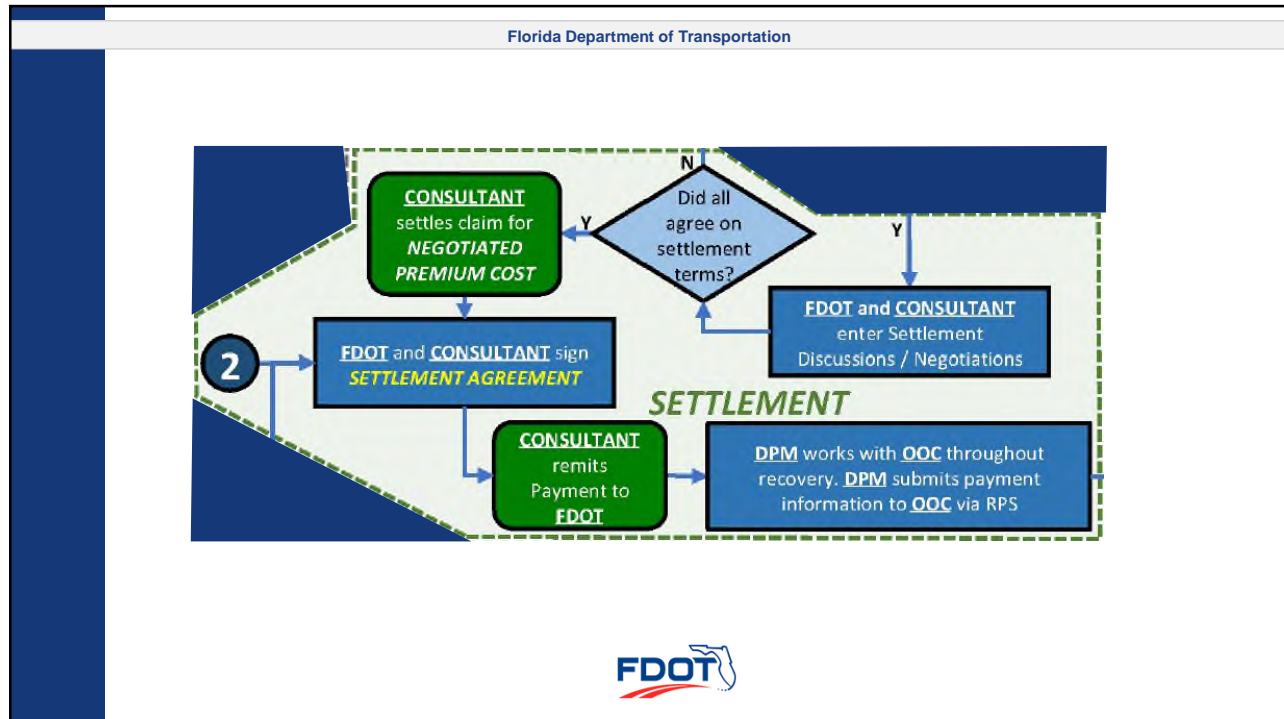 Florida Department of Transportation
N
CONSULTANT
settles claim for
NEGOTIATED
PREMIUM COST
Y
Did all
agree on
settlement
terms?
Y
FDOT and CONSULTANT
enter Settlement
Discussions / Negotiations
2
FDOT and CONSULTANT sign
SETTLEMENT AGREEMENT
SETTLEMENT
CONSULTANT
remits
Payment to
FDOT
DPM works with OOC throughout
recovery. DPM submits payment
information to OOC via RPS
FDOT